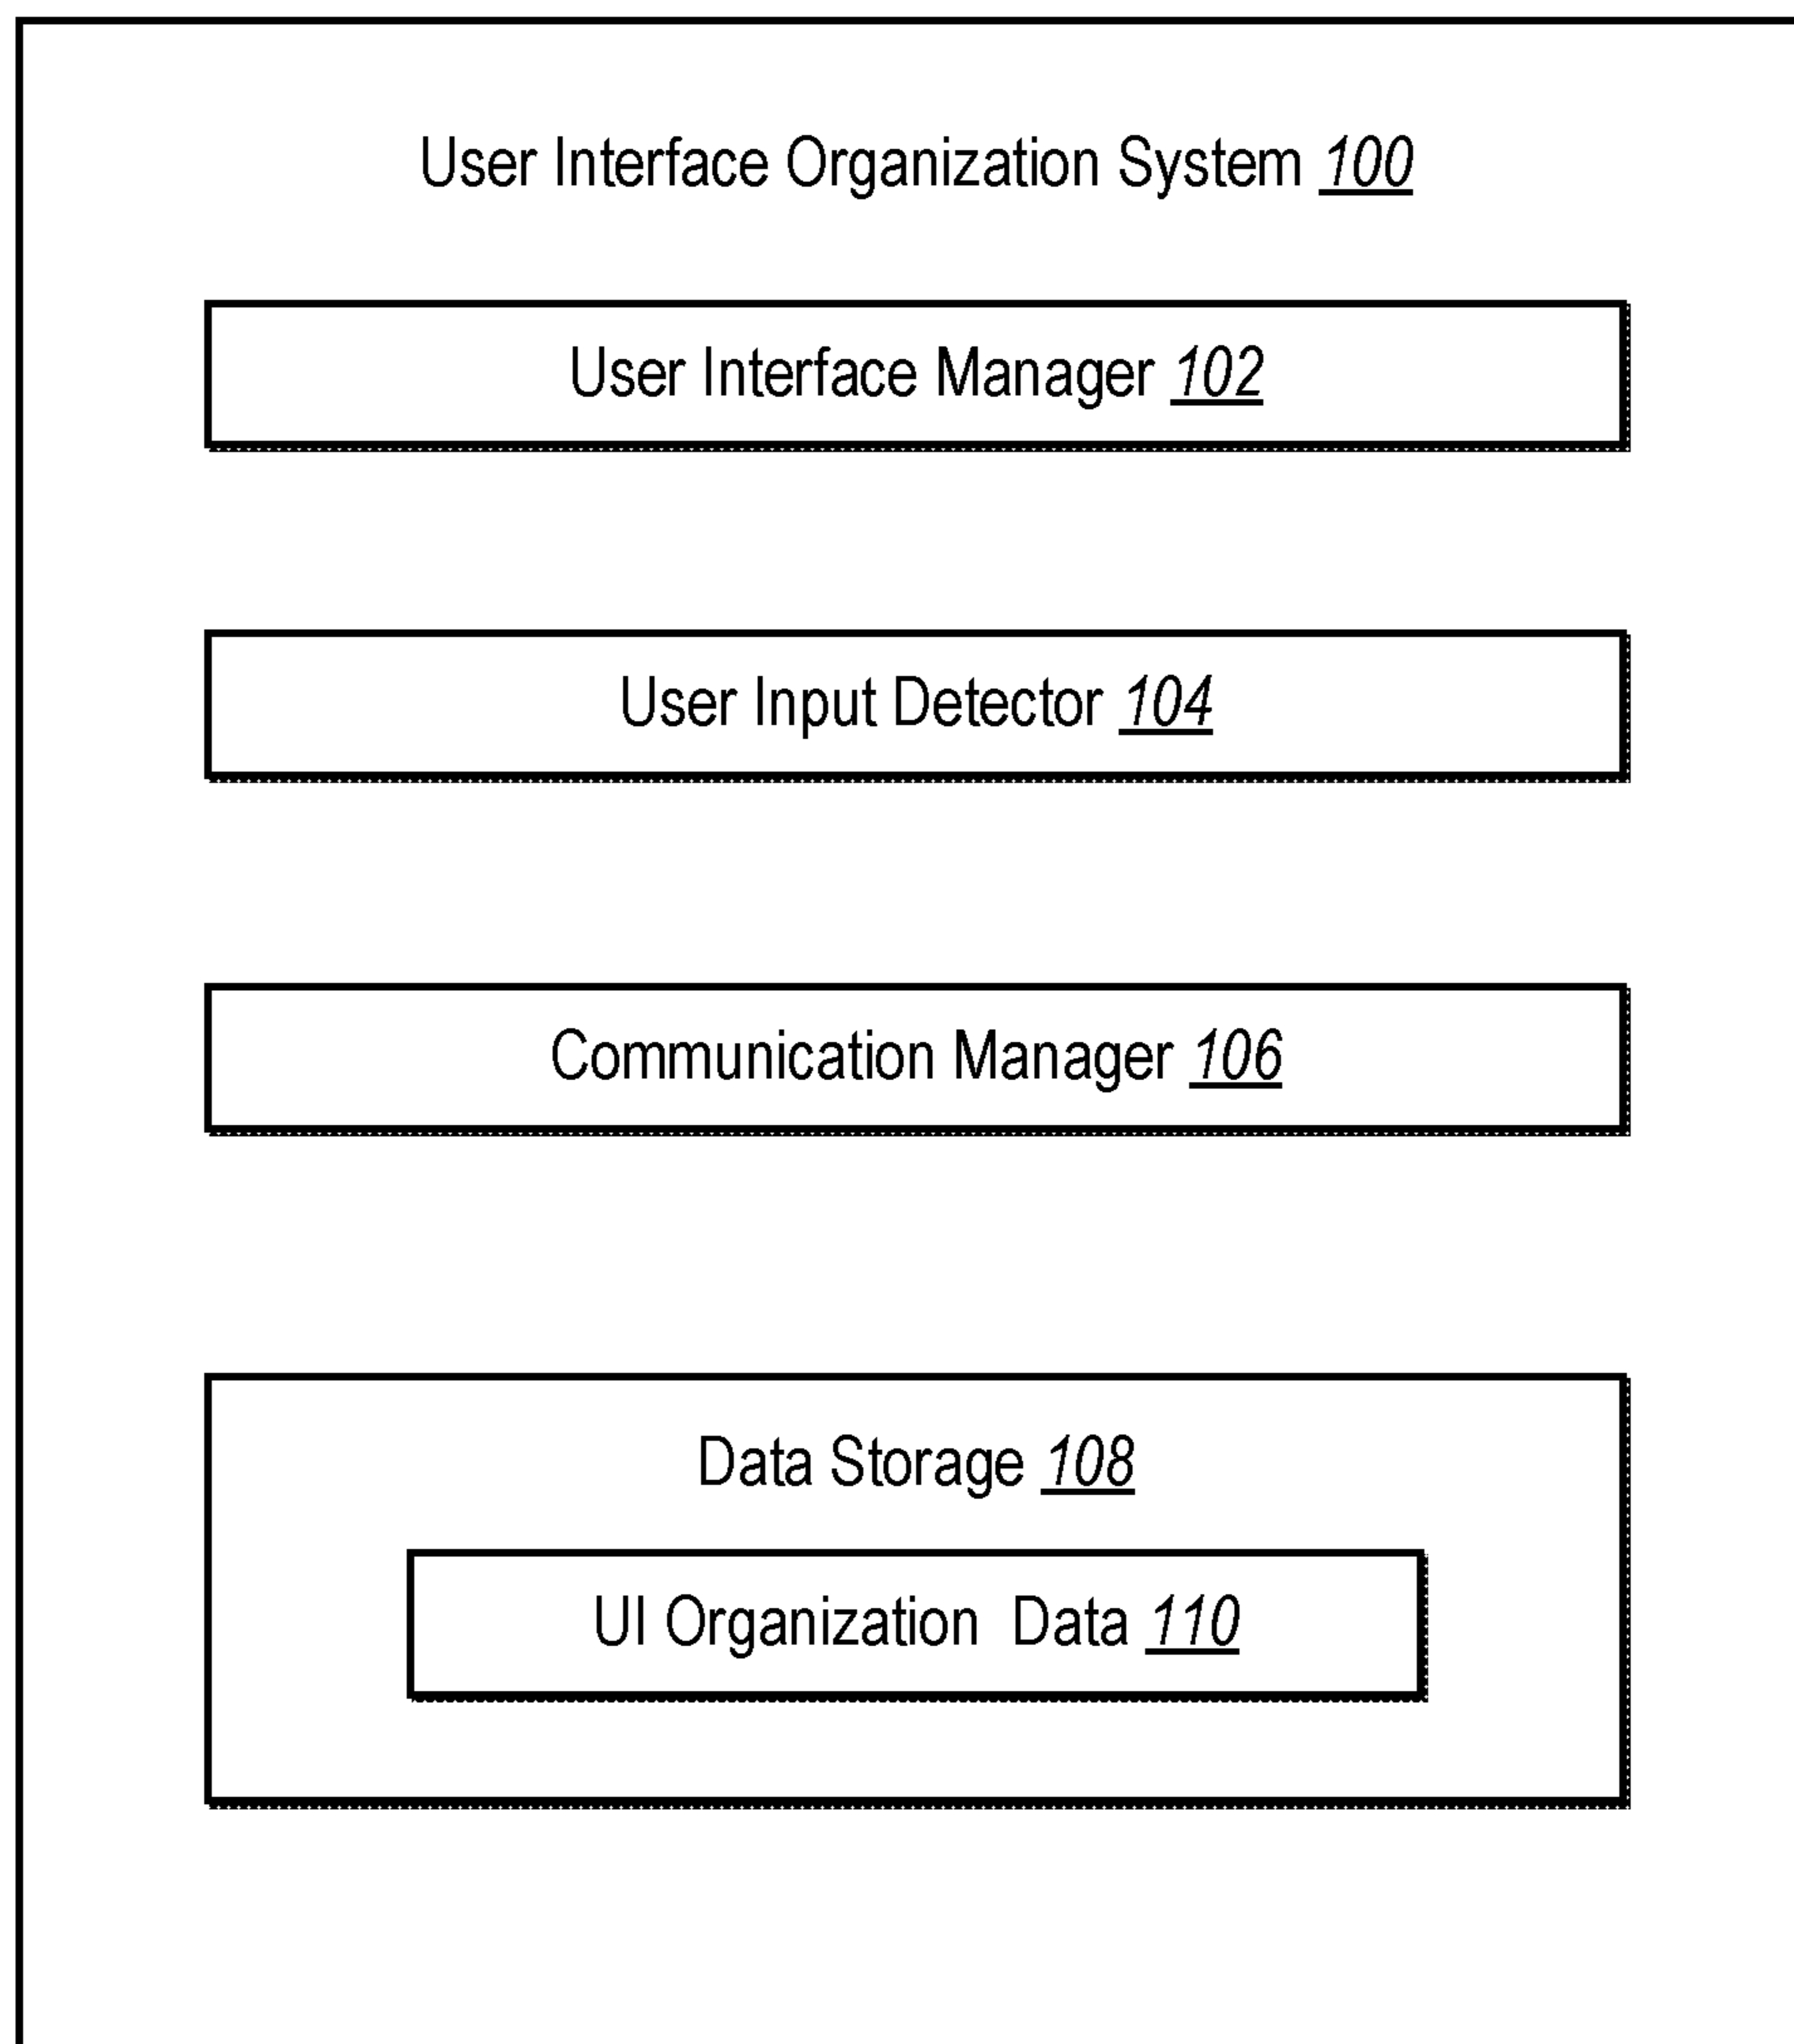 User Interface Organization System 100
User Interface Manager 102
User Input Detector 104
Communication Manager 106
Data Storage 108
UI Organization Data 110